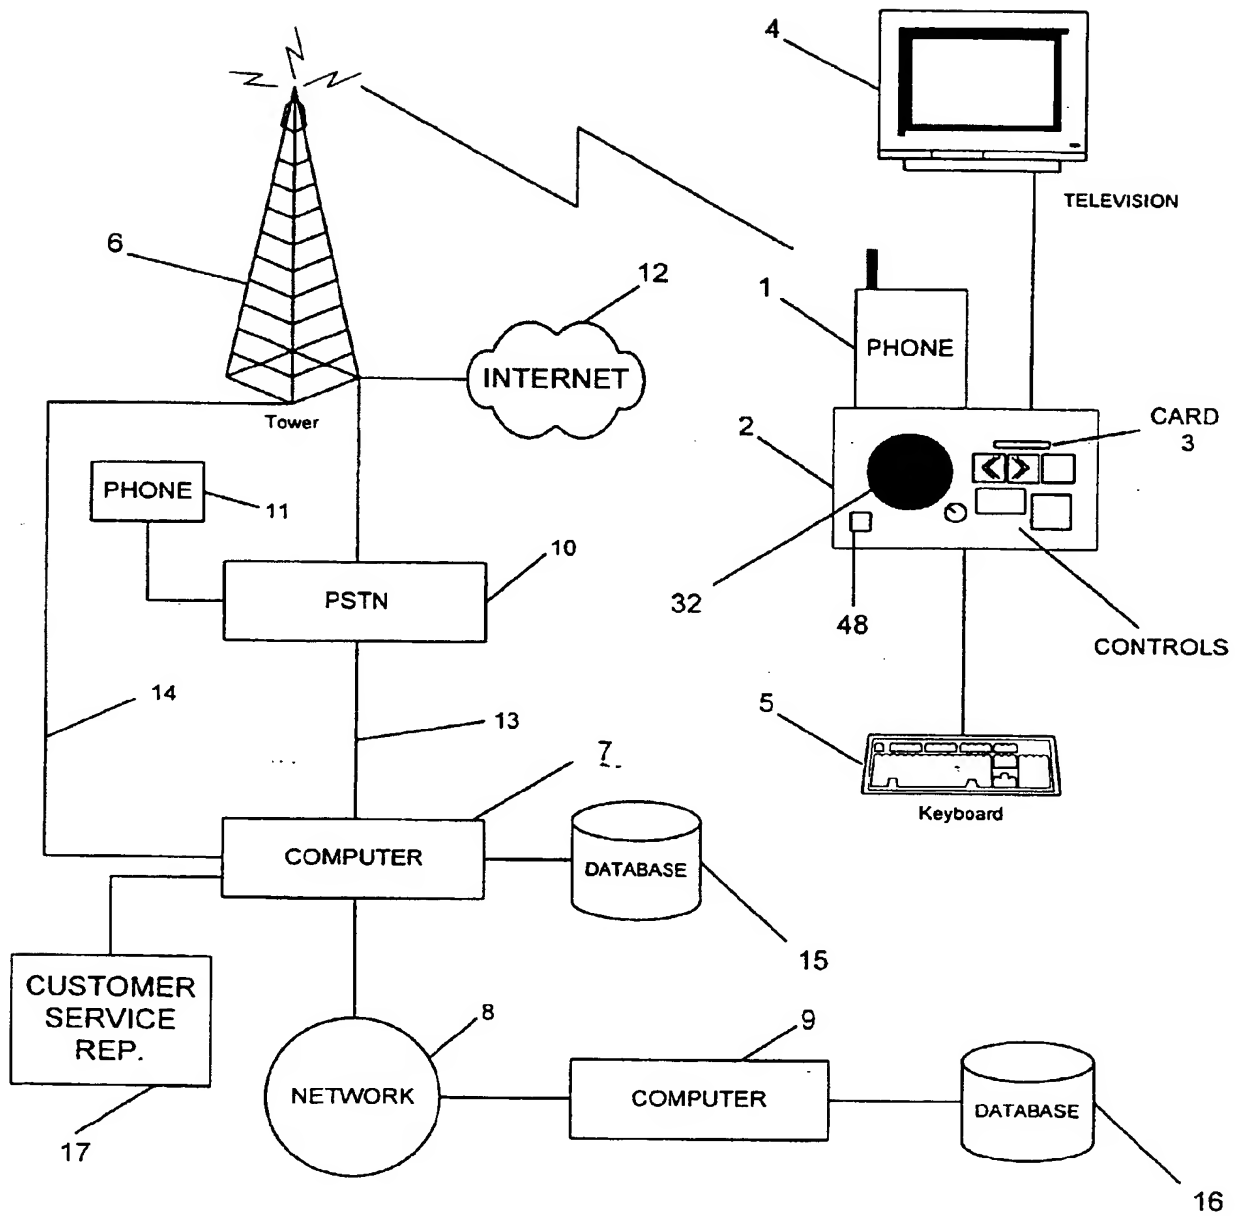 4
TELEVISION
6
12
1
PHONE
INTERNET
Tower
2
CARD
3
PHONE
11
10
PSTN
32
48
CONTROLS
14
13
5
7
Keyboard
COMPUTER
DATABASE
15
CUSTOMER
SERVICE
REP.
8
9
NETWORK
COMPUTER
DATABASE
17
16